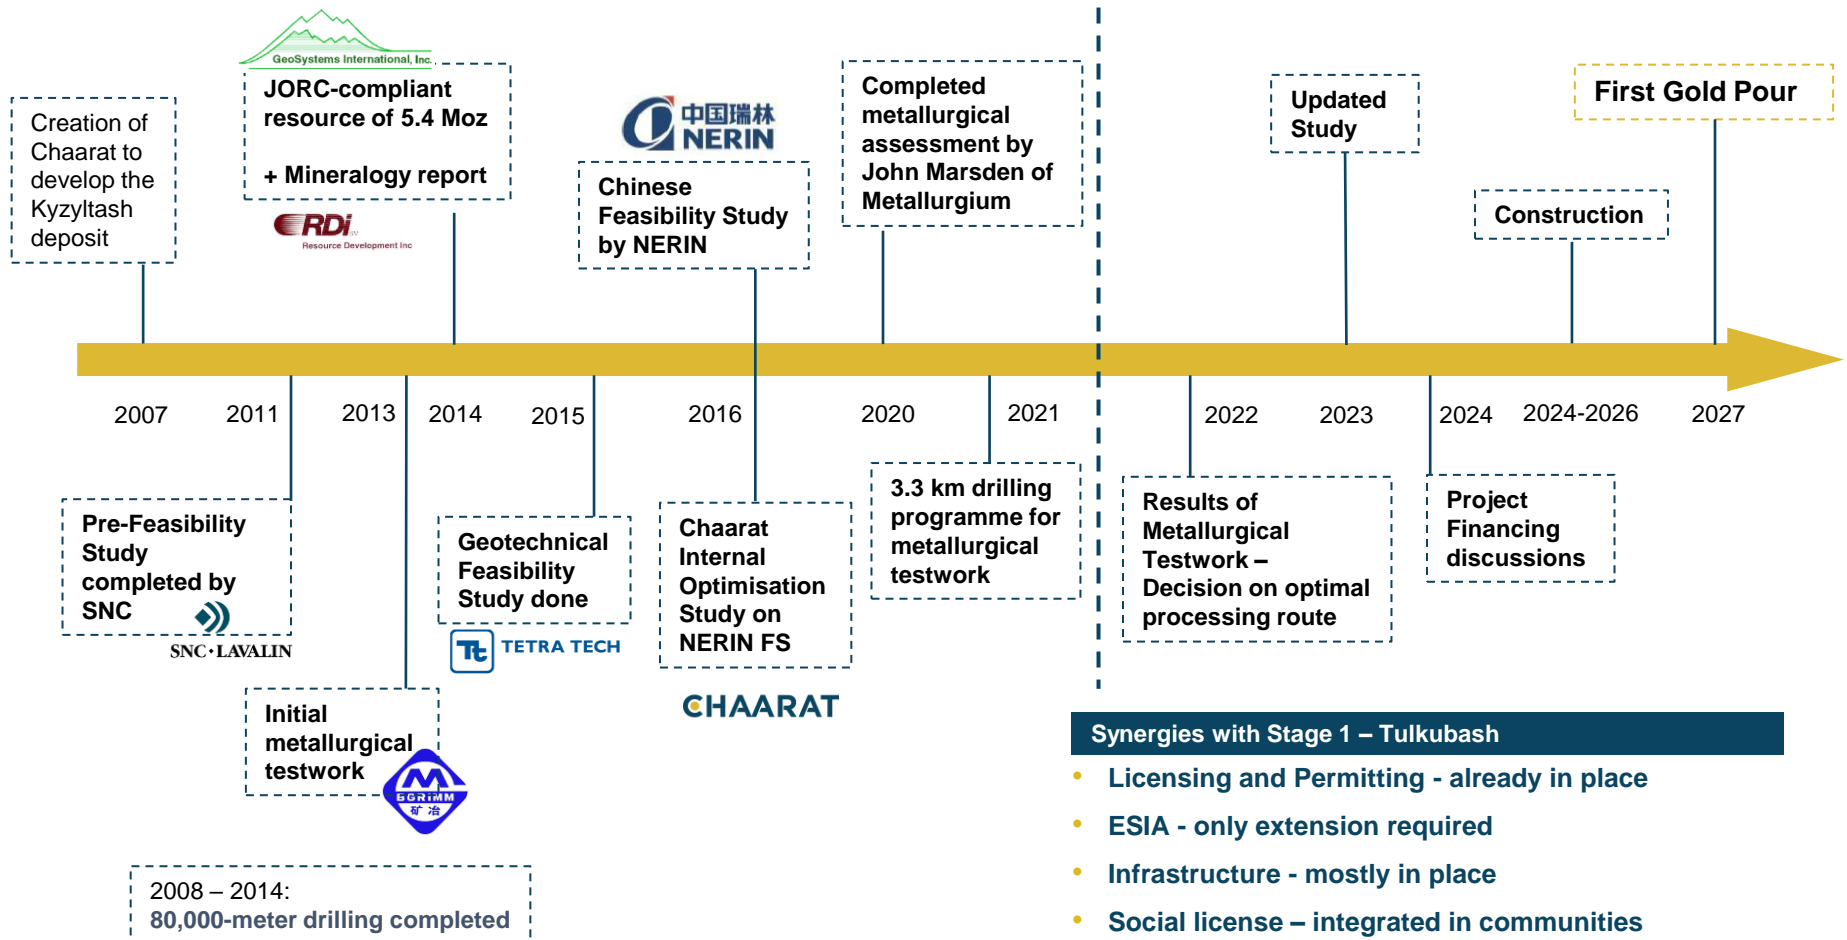 GeoSystems International, Inc.
JORC-compliant
resource of 5.4 Moz
+ Mineralogy report
RDi
Resource Development Inc
Creation of
Chaarat to
develop the
Kyzyltash
deposit
中国瑞林
NERIN
Chinese
Feasibility Study
by NERIN
Completed
metallurgical
assessment by
John Marsden of
Metallurgium
Updated
Study
Construction
First Gold Pour
2007
2011
2013
2014
2015
2016
2020
2021
2022
2023
2024
2024-2026
2027
Pre-Feasibility
Study
completed by
SNC
SNC•LAVALIN
Initial
metallurgical
testwork
BGRIMM
矿冶
Geotechnical
Feasibility
Study done
Tt
TETRA TECH
Chaarat
Internal
Optimisation
Study on
NERIN FS
CHAARAT
3.3 km drilling
programme for
metallurgical
testwork
Results of
Metallurgical
Testwork –
Decision on optimal
processing route
Project
Financing
discussions
2008 – 2014:
80,000-meter drilling completed
Synergies with Stage 1 – Tulkubash
• Licensing and Permitting - already in place
• ESIA - only extension required
• Infrastructure - mostly in place
• Social license – integrated in communities